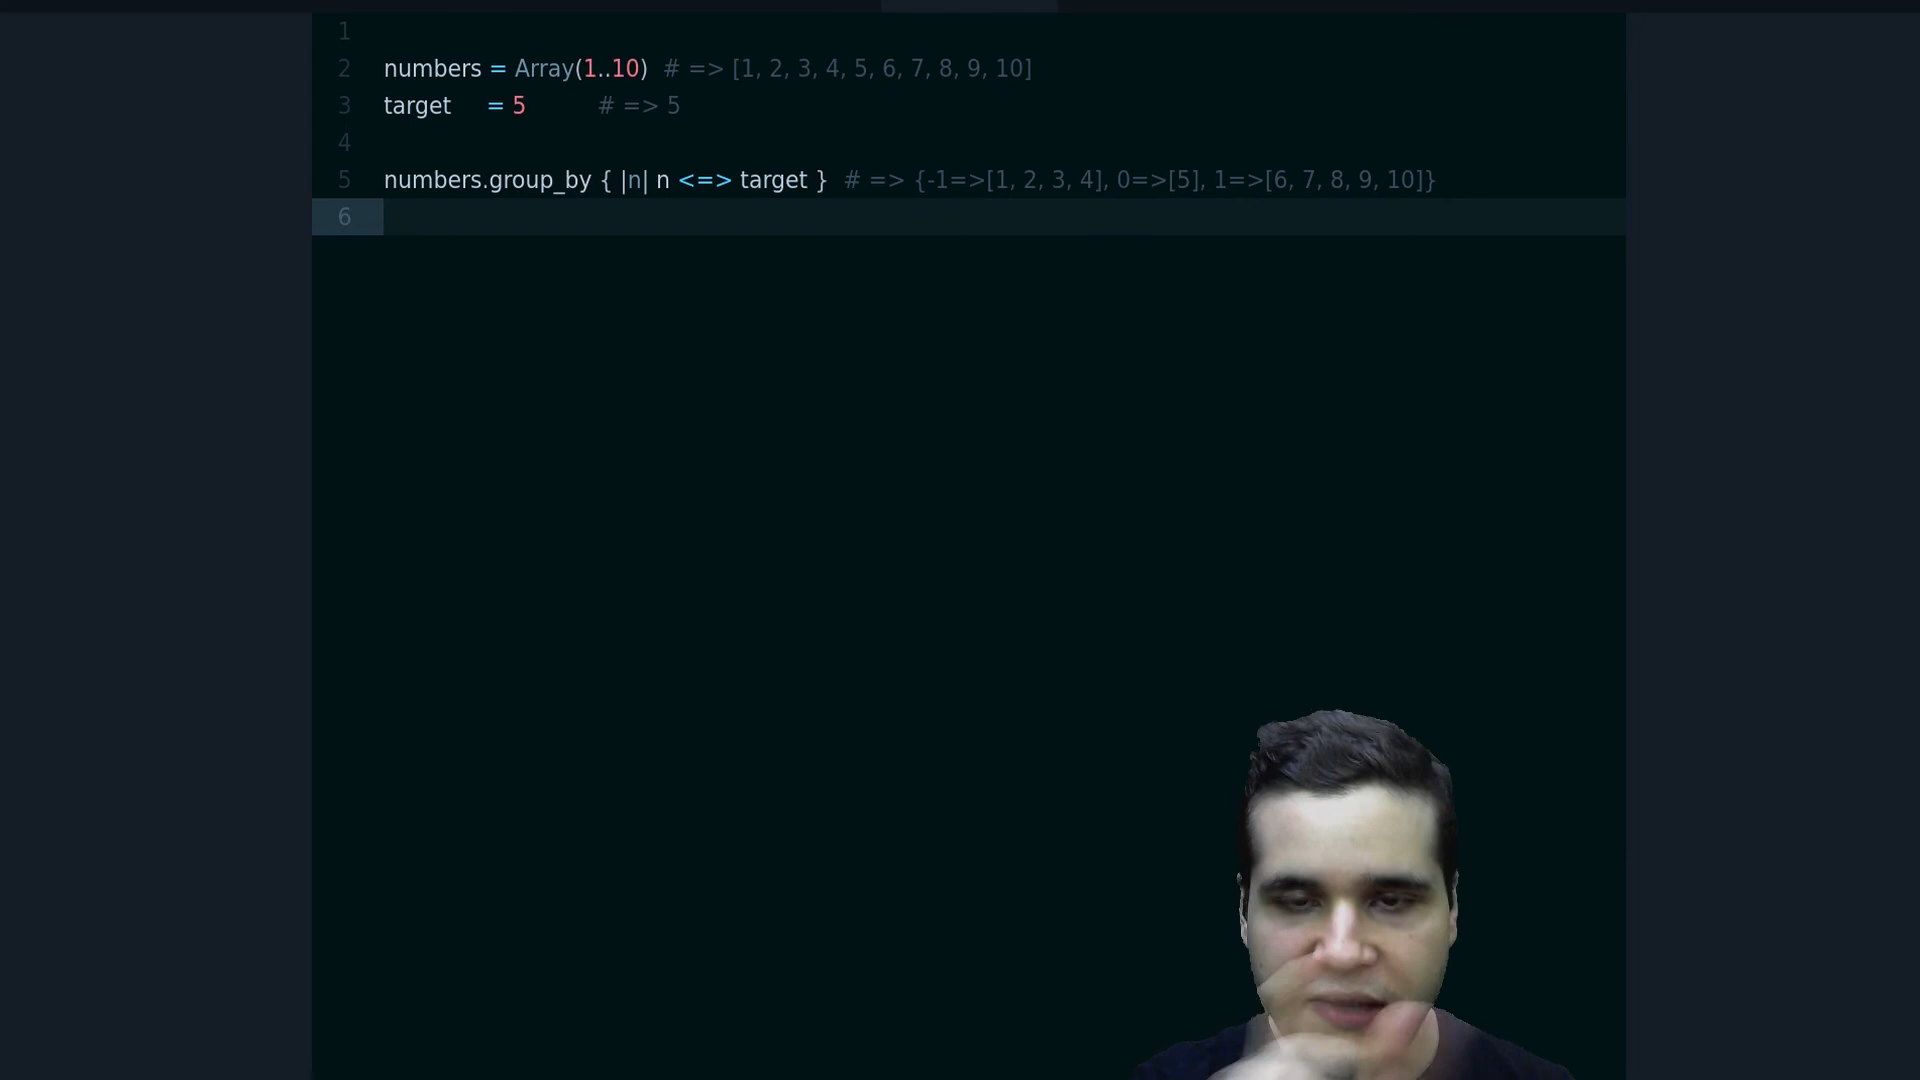 1
2 numbers = Array(1..10) # => [1, 2, 3, 4, 5, 6, 7, 8, 9, 10]
3 target = 5 # => 5
4
5 numbers.group_by { |n| n <=> target } # => {-1=>[1, 2, 3, 4], 0=>[5], 1=>[6, 7, 8, 9, 10]}
6